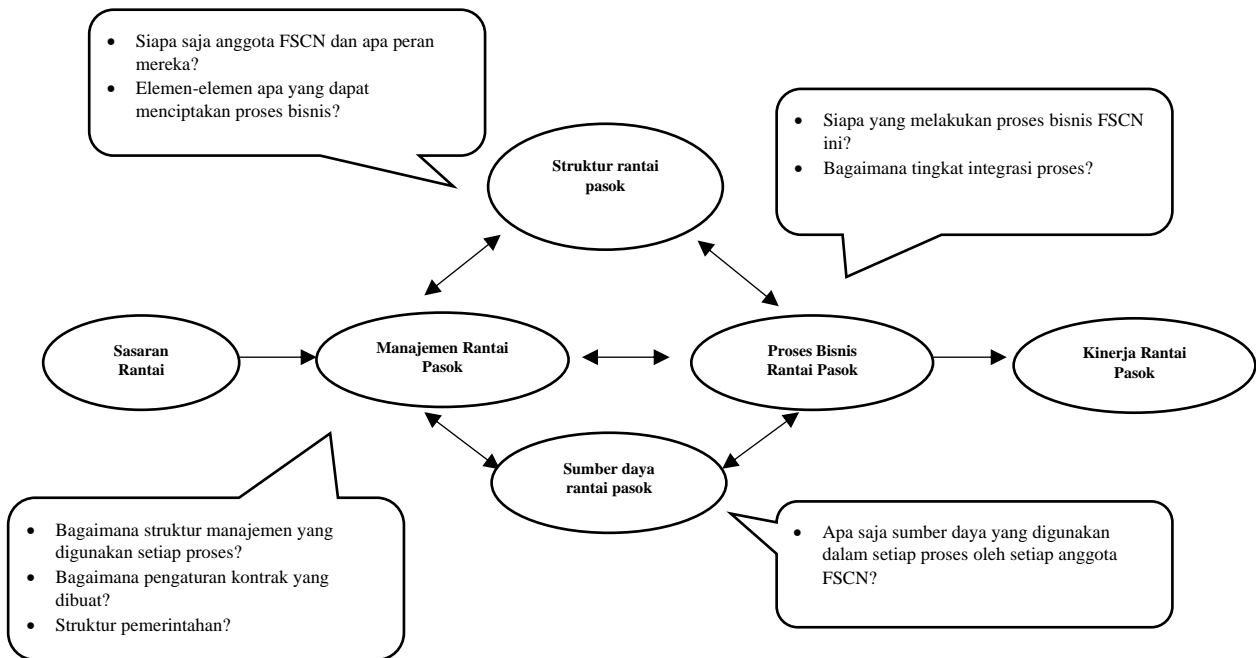 • Siapa saja anggota FSCN dan apa peran
mereka?
• Elemen-elemen apa yang dapat
menciptakan proses bisnis?
• Siapa yang melakukan proses bisnis FSCN
ini?
• Bagaimana tingkat integrasi proses?
Struktur rantai
pasok
Sasaran
Rantai
Manajemen Rantai
Pasok
Proses Bisnis
Rantai Pasok
Kinerja Rantai
Pasok
Sumber daya
rantai pasok
• Bagaimana struktur manajemen yang
digunakan setiap proses?
• Bagaimana pengaturan kontrak yang
dibuat?
• Struktur pemerintahan?
• Apa saja sumber daya yang digunakan
dalam setiap proses oleh setiap anggota
FSCN?